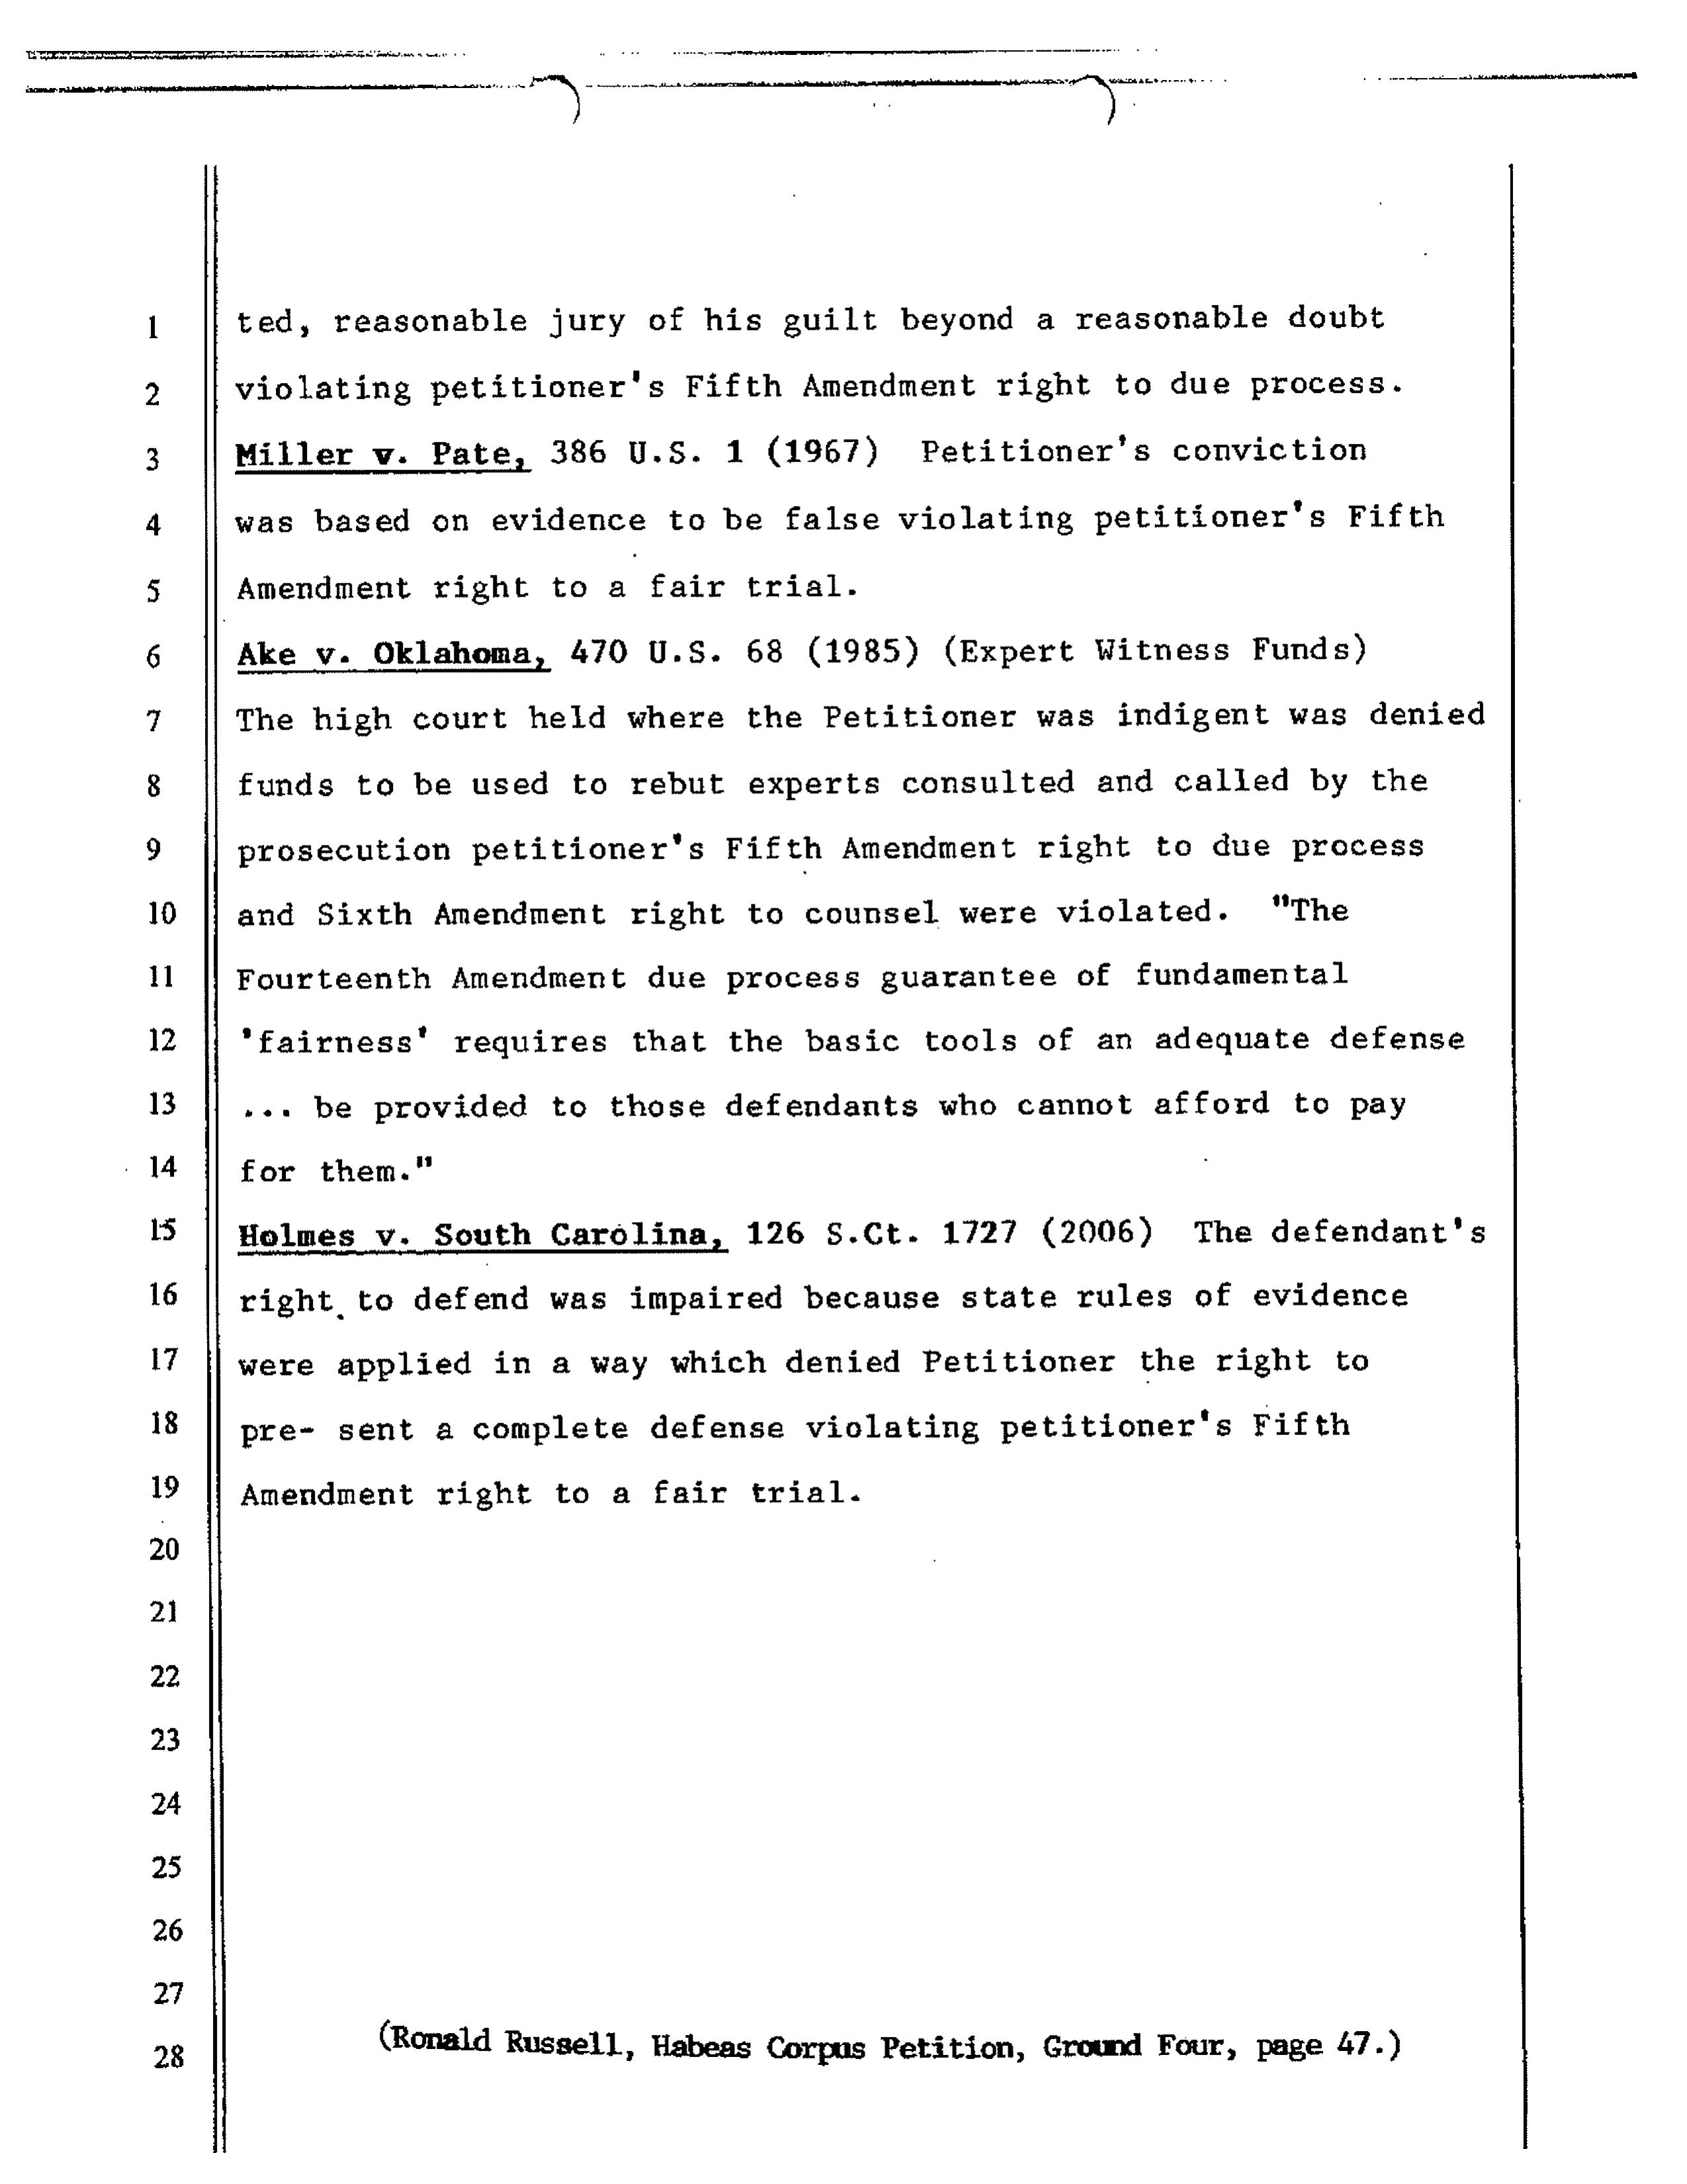 1 ted, reasonable jury of his guilt beyond a reasonable doubt
2 violating petitioner's Fifth Amendment right to due process.
3 Miller v. Pate, 386 U.S. 1 (1967) Petitioner's conviction
4 was based on evidence to be false violating petitioner's Fifth
5 Amendment right to a fair trial.
6 Ake v. Oklahoma, 470 U.S. 68 (1985) (Expert Witness Funds)
7 The high court held where the Petitioner was indigent was denied
8 funds to be used to rebut experts consulted and called by the
9 prosecution petitioner's Fifth Amendment right to due process
10 and Sixth Amendment right to counsel were violated. "The
11 Fourteenth Amendment due process guarantee of fundamental
12 'fairness' requires that the basic tools of an adequate defense
13 ... be provided to those defendants who cannot afford to pay
14 for them."
15 Holmes v. South Carolina, 126 S.Ct. 1727 (2006) The defendant's
16 right to defend was impaired because state rules of evidence
17 were applied in a way which denied Petitioner the right to
18 pre- sent a complete defense violating petitioner's Fifth
19 Amendment right to a fair trial.
20
21
22
23
24
25
26
27
28 (Ronald Russell, Habeas Corpus Petition, Ground Four, page 47.)